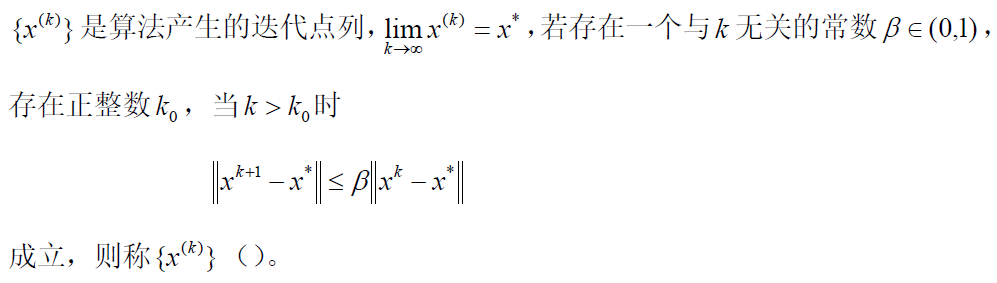 {x^(k)} 是算法产生的迭代点列，lim_{k→∞} x^(k) = x^*，若存在一个与 k 无关的常数 β ∈ (0,1)，
存在正整数 k_0，当 k > k_0 时
‖x^{k+1} − x^*‖ ≤ β‖x^k − x^*‖
成立，则称{x^(k)}（）。